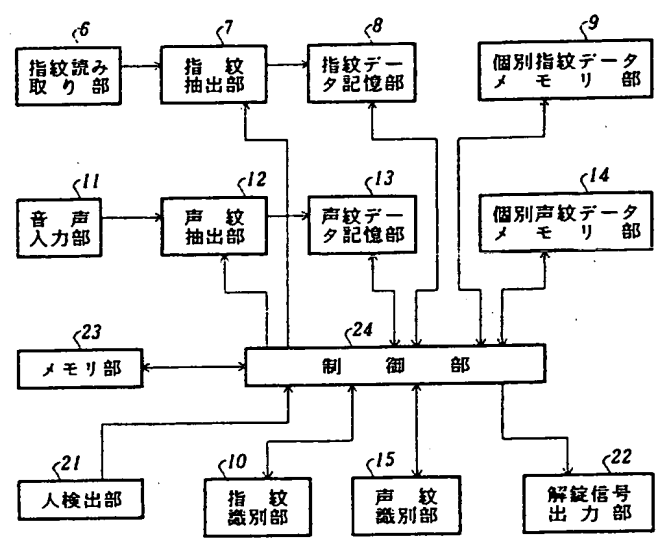 6
指紋読み
取り部
7
指紋
抽出部
8
指紋デー
タ記憶部
9
個別指紋データ
メモリ部
11
音声
入力部
12
声紋
抽出部
13
声紋デー
タ記憶部
14
個別声紋データ
メモリ部
23
メモリ部
24
制御部
21
人検出部
10
指紋
識別部
15
声紋
識別部
22
解錠信号
出力部